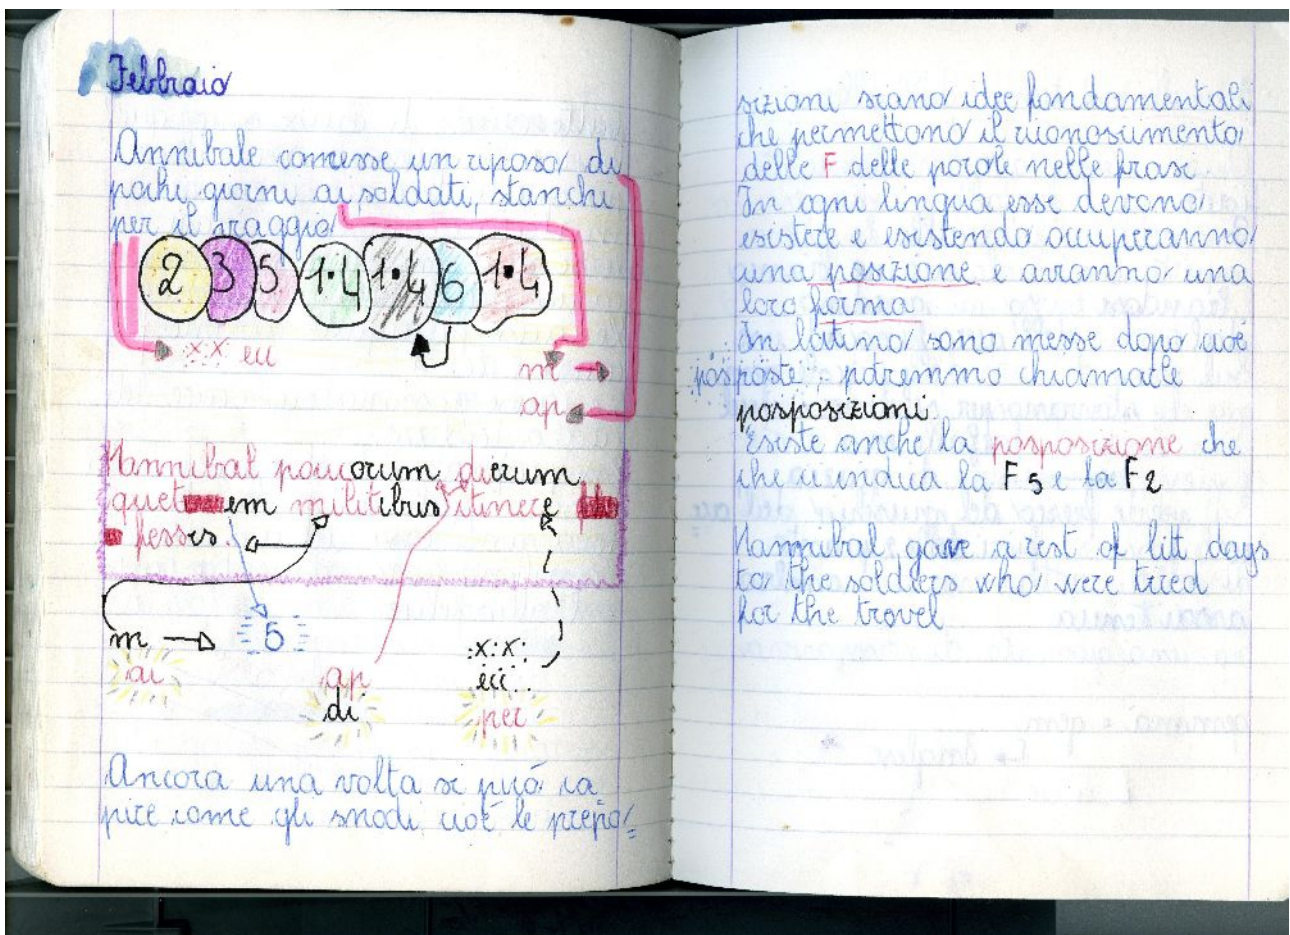 Febbraio
Annibale concesse un riposo di
pochi giorni ai soldati, stanchi
per il viaggio
2 3 5 1•4 1•4 6 1•4
x x ecc
m →
ap
Hannibal paucorum dierum
quetem militibus itinere
fessis.
m → 5
ai
ap
di
x x
ecc..
per
Ancora una volta si può ca
pire come gli snodi cioè le prepo=
sizioni siano idee fondamentali
che permettono il riconoscimento
delle F delle parole nelle frasi.
In ogni lingua esse devono
esistere e esistendo occuperanno
una posizione e avranno una
loro forma
In latino sono messe dopo cioè
posposte; potremmo chiamarle
posposizioni.
Esiste anche la posposizione che
che ci indica la F5 e la F2
Hannibal gave a rest of litt days
to the soldiers who were tired
for the travel